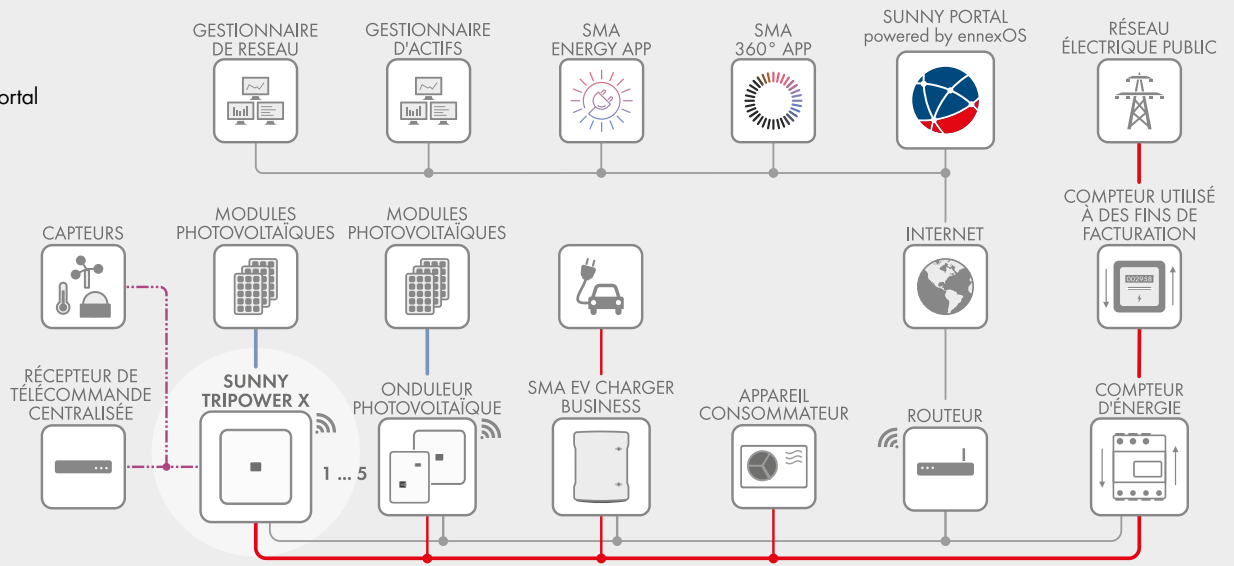 GESTIONNAIRE
DE RESEAU
GESTIONNAIRE
D'ACTIFS
SMA
ENERGY APP
SMA
360° APP
SUNNY PORTAL
powered by ennexOS
RÉSEAU
ÉLECTRIQUE PUBLIC
ortal
CAPTEURS
MODULES
PHOTOVOLTAÏQUES
MODULES
PHOTOVOLTAÏQUES
INTERNET
COMPTEUR UTILISÉ
À DES FINS DE
FACTURATION
002938
RÉCEPTEUR DE
TÉLÉCOMMANDE
CENTRALISÉE
SUNNY
TRIPOWER X
1 ... 5
ONDULEUR
PHOTOVOLTAÏQUE
SMA EV CHARGER
BUSINESS
APPAREIL
CONSOMMATEUR
ROUTEUR
COMPTEUR
D'ÉNERGIE